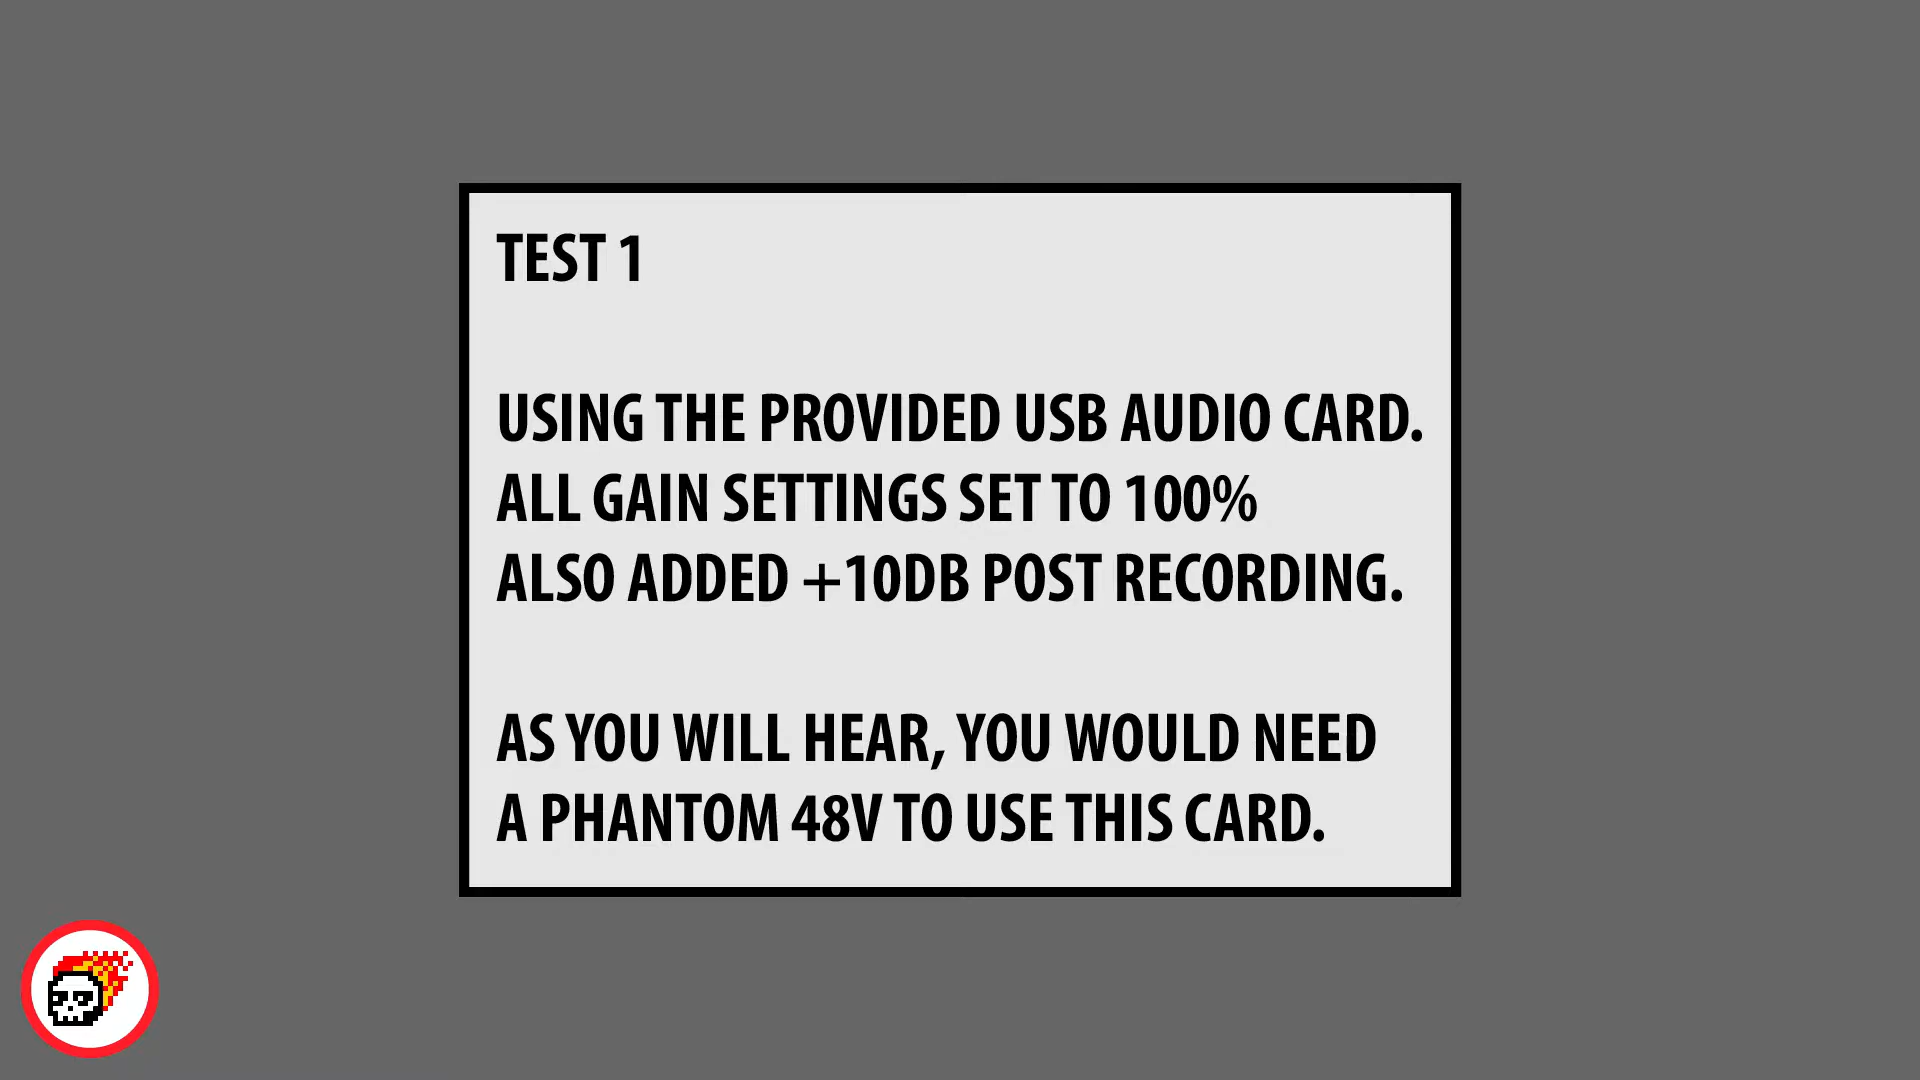 TEST 1
USING THE PROVIDED USB AUDIO CARD.
ALL GAIN SETTINGS SET TO 100%
ALSO ADDED +10DB POST RECORDING.
AS YOU WILL HEAR, YOU WOULD NEED
A PHANTOM 48V TO USE THIS CARD.